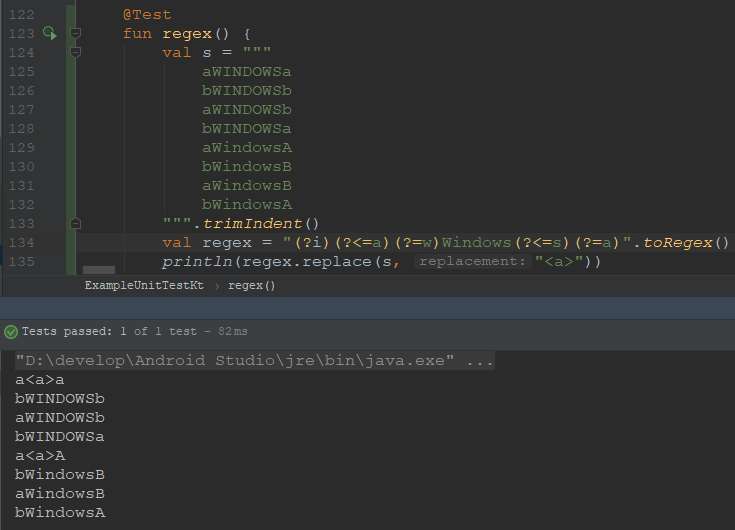 122 @Test
123 fun regex() {
124 val s = """
125 aWINDOWSa
126 bWINDOWSb
127 aWINDOWSb
128 bWINDOWSa
129 aWindowsA
130 bWindowsB
131 aWindowsB
132 bWindowsA
133 """.trimIndent()
134 val regex = "(?i)(?<=a)(?=w)Windows(?<=s)(?=a)".toRegex()
135 println(regex.replace(s, replacement: "<a>"))
ExampleUnitTestKt › regex()
Tests passed: 1 of 1 test – 82 ms
"D:\develop\Android Studio\jre\bin\java.exe" ...
a<a>a
bWINDOWSb
aWINDOWSb
bWINDOWSa
a<a>A
bWindowsB
aWindowsB
bWindowsA